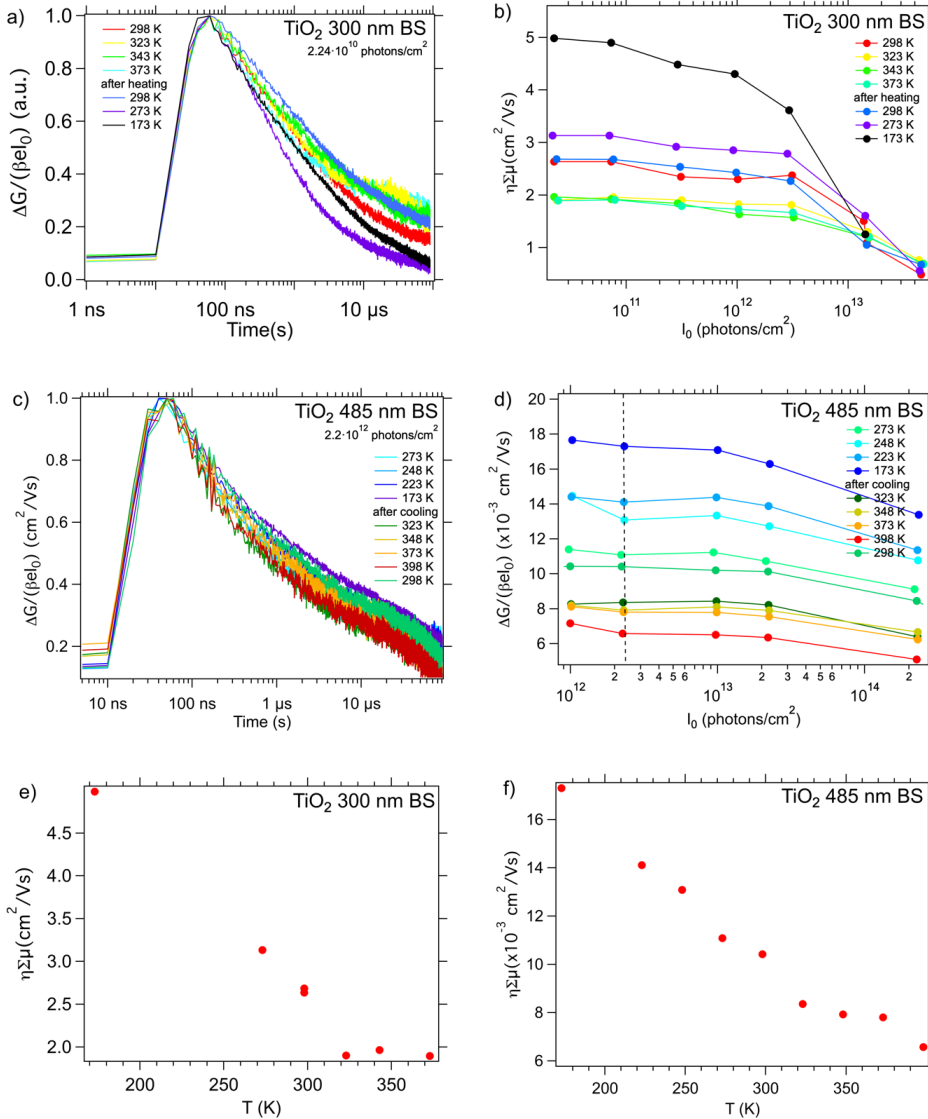 a)
TiO2 300 nm BS
2.24·10^10 photons/cm^2
298 K
323 K
343 K
373 K
after heating
298 K
273 K
173 K
ΔG/(βeI0) (a.u.)
1.0
0.8
0.6
0.4
0.2
0.0
1 ns
100 ns
10 µs
Time(s)
b)
TiO2 300 nm BS
298 K
323 K
343 K
373 K
after heating
298 K
273 K
173 K
ηΣμ(cm^2/Vs)
5
4
3
2
1
10^11
10^12
10^13
I0 (photons/cm^2)
c)
TiO2 485 nm BS
2.2·10^12 photons/cm^2
273 K
248 K
223 K
173 K
after cooling
323 K
348 K
373 K
398 K
298 K
ΔG/(βeI0) (cm^2/Vs)
1.0
0.8
0.6
0.4
0.2
10 ns
100 ns
1 µs
10 µs
Time (s)
d)
TiO2 485 nm BS
273 K
248 K
223 K
173 K
after cooling
323 K
348 K
373 K
398 K
298 K
ΔG/(βeI0) (x10^-3 cm^2/Vs)
20
18
16
14
12
10
8
6
10^12
2
3
4
5
6
10^13
2
3
4
5
6
10^14
2
I0 (photons/cm^2)
e)
TiO2 300 nm BS
ηΣμ(cm^2/Vs)
4.5
4.0
3.5
3.0
2.5
2.0
200
250
300
350
T (K)
f)
TiO2 485 nm BS
ηΣμ(x10^-3 cm^2/Vs)
16
14
12
10
8
6
200
250
300
350
T (K)